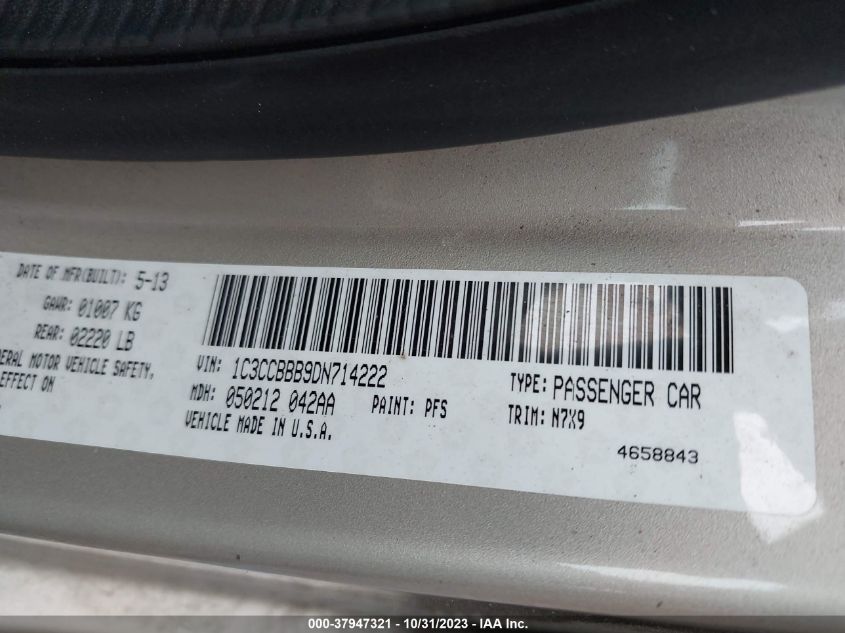 DATE OF MFR(BUILT): 5-13
GAWR: 01007 KG
REAR: 02220 LB
ERAL MOTOR VEHICLE SAFETY,
EFFECT ON
VIN: 1C3CCBBB9DN714222
MDH: 050212 042AA PAINT: PFS
VEHICLE MADE IN U.S.A.
TYPE: PASSENGER CAR
TRIM: N7X9
4658843
000-37947321 - 10/31/2023 - IAA Inc.